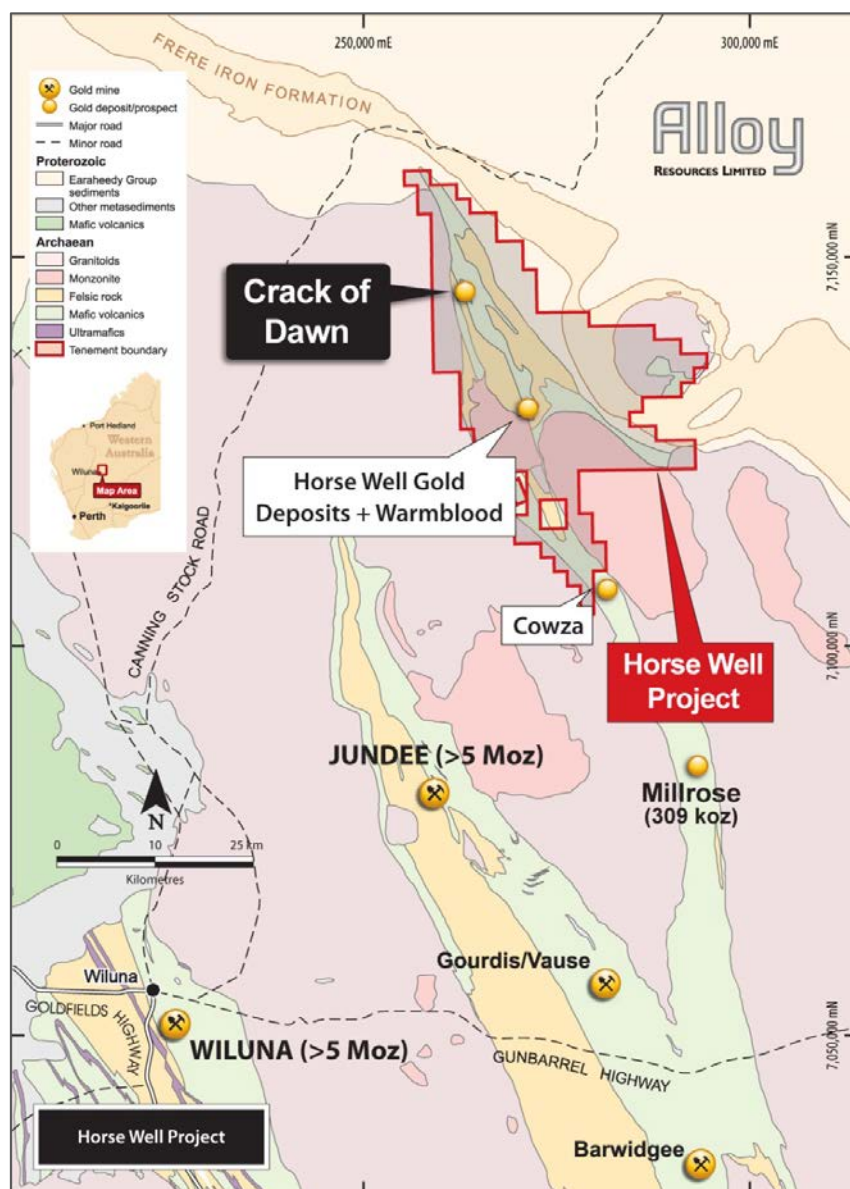 250,000 mE
300,000 mE
FRERE IRON FORMATION
Alloy
RESOURCES LIMITED
Gold mine
Gold deposit/prospect
Major road
Minor road
Proterozoic
Earaheedy Group
sediments
Other metasediments
Mafic volcanics
Archaean
Granitoids
Monzonite
Felsic rock
Mafic volcanics
Ultramafics
Tenement boundary
Port Hedland
Western
Australia
Wiluna
Map Area
Kalgoorlie
Perth
7,150,000 mN
Crack of
Dawn
Horse Well Gold
Deposits + Warmblood
CANNING STOCK ROAD
Cowza
Horse Well
Project
7,100,000 mN
JUNDEE (>5 Moz)
Millrose
(309 koz)
N
0 10 25 km
Kilometres
Gourdis/Vause
Wiluna
GOLDFIELDS HIGHWAY
WILUNA (>5 Moz)
GUNBARREL HIGHWAY
7,050,000 mN
Horse Well Project
Barwidgee